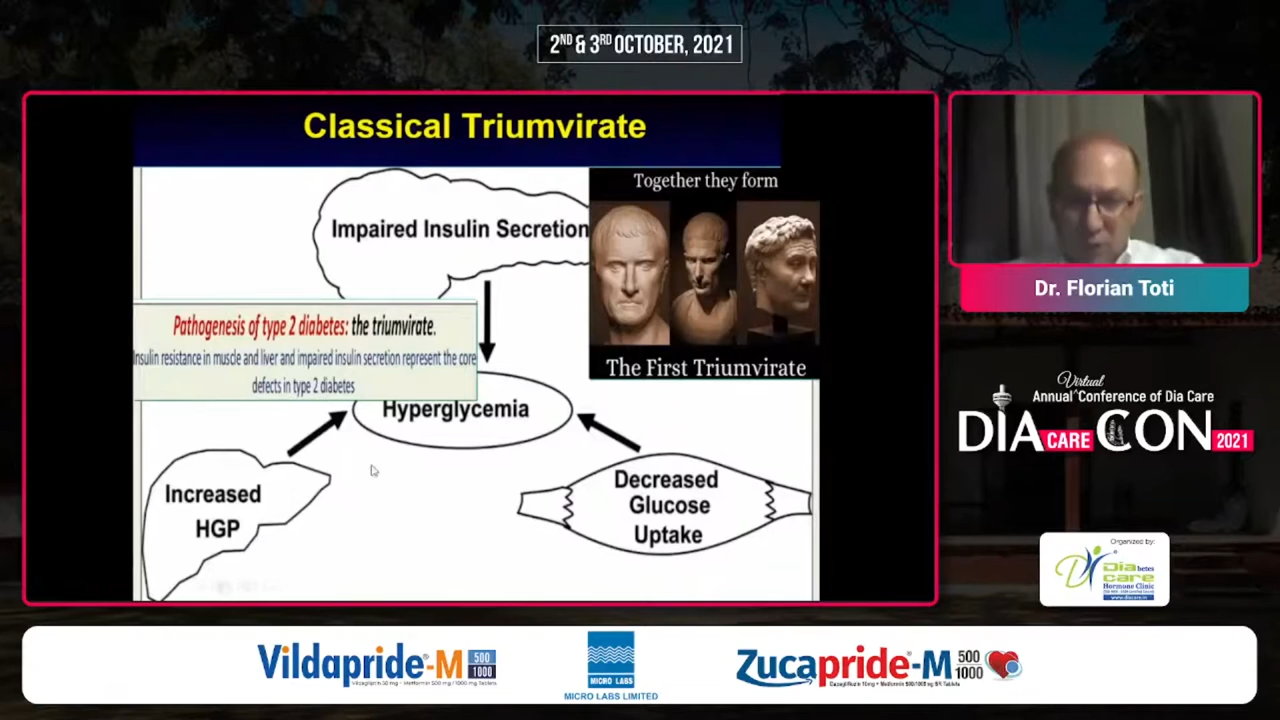 2ND & 3RD OCTOBER, 2021
Classical Triumvirate
Impaired Insulin Secretion
Together they form
The First Triumvirate
Pathogenesis of type 2 diabetes: the triumvirate.
Insulin resistance in muscle and liver and impaired insulin secretion represent the core
defects in type 2 diabetes
Hyperglycemia
Increased
HGP
Decreased
Glucose
Uptake
Dr. Florian Toti
Virtual
Annual ^ Conference of Dia Care
DIA CARE CON 2021
Organized by:
Diabetes
care
Hormone Clinic
Vildapride®-M 500
1000
MICRO LABS
MICRO LABS LIMITED
Zucapride-M 500
1000